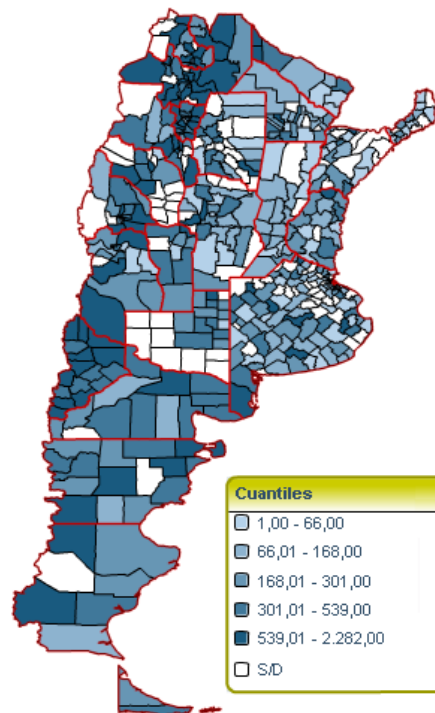 Cuantiles
1,00 - 66,00
66,01 - 168,00
168,01 - 301,00
301,01 - 539,00
539,01 - 2.282,00
S/D